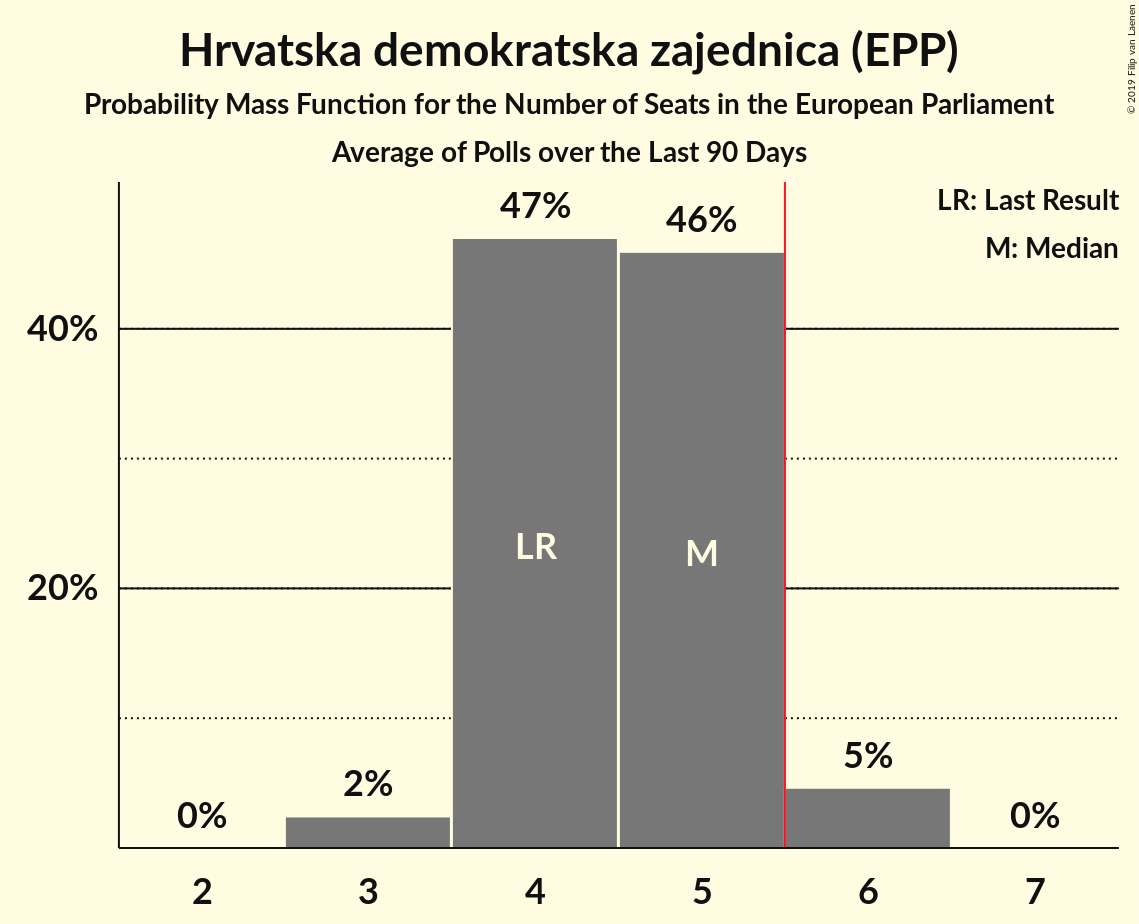 Hrvatska demokratska zajednica (EPP)
Probability Mass Function for the Number of Seats in the European Parliament
Average of Polls over the Last 90 Days
© 2019 Filip van Laenen
LR: Last Result
M: Median
47%
46%
40%
LR
M
20%
5%
2%
0%
0%
2 3 4 5 6 7